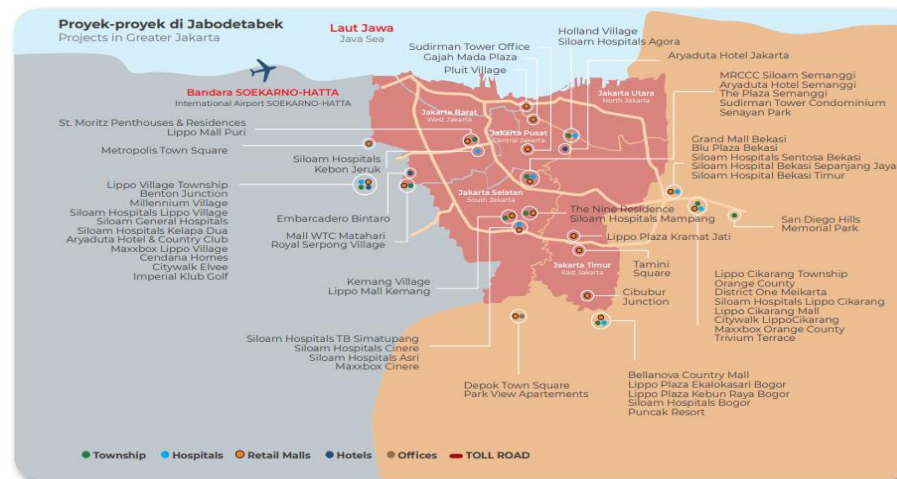 Proyek-proyek di Jabodetabek
Projects in Greater Jakarta
Laut Jawa
Java Sea
Bandara SOEKARNO-HATTA
International Airport SOEKARNO-HATTA
Sudirman Tower Office
Gajah Mada Plaza
Pluit Village
Holland Village
Siloam Hospitals Agora
Aryaduta Hotel Jakarta
MRCCC Siloam Semanggi
Aryaduta Hotel Semanggi
The Plaza Semanggi
Sudirman Tower Condominium
Senayan Park
Jakarta Utara
North Jakarta
Jakarta Barat
West Jakarta
Jakarta Pusat
Central Jakarta
St. Moritz Penthouses & Residences
Lippo Mall Puri
Metropolis Town Square
Siloam Hospitals
Kebon Jeruk
Grand Mall Bekasi
Blu Plaza Bekasi
Siloam Hospitals Sentosa Bekasi
Siloam Hospital Bekasi Sepanjang Jaya
Siloam Hospital Bekasi Timur
Lippo Village Township
Benton Junction
Millennium Village
Siloam Hospitals Lippo Village
Siloam General Hospitals
Siloam Hospitals Kelapa Dua
Aryaduta Hotel & Country Club
Maxxbox Lippo Village
Cendana Homes
Citywalk Elvee
Imperial Klub Golf
Jakarta Selatan
South Jakarta
Embarcadero Bintaro
Mall WTC Matahari
Royal Serpong Village
The Nine Residence
Siloam Hospitals Mampang
Lippo Plaza Kramat Jati
San Diego Hills
Memorial Park
Tamini
Square
Jakarta Timur
East Jakarta
Cibubur
Junction
Kemang Village
Lippo Mall Kemang
Lippo Cikarang Township
Orange County
District One Meikarta
Siloam Hospitals Lippo Cikarang
Lippo Cikarang Mall
Citywalk LippoCikarang
Maxxbox Orange County
Trivium Terrace
Siloam Hospitals TB Simatupang
Siloam Hospitals Cinere
Siloam Hospitals Asri
Maxxbox Cinere
Depok Town Square
Park View Apartements
Bellanova Country Mall
Lippo Plaza Ekalokasari Bogor
Lippo Plaza Kebun Raya Bogor
Siloam Hospitals Bogor
Puncak Resort
Township
Hospitals
Retail Malls
Hotels
Offices
TOLL ROAD